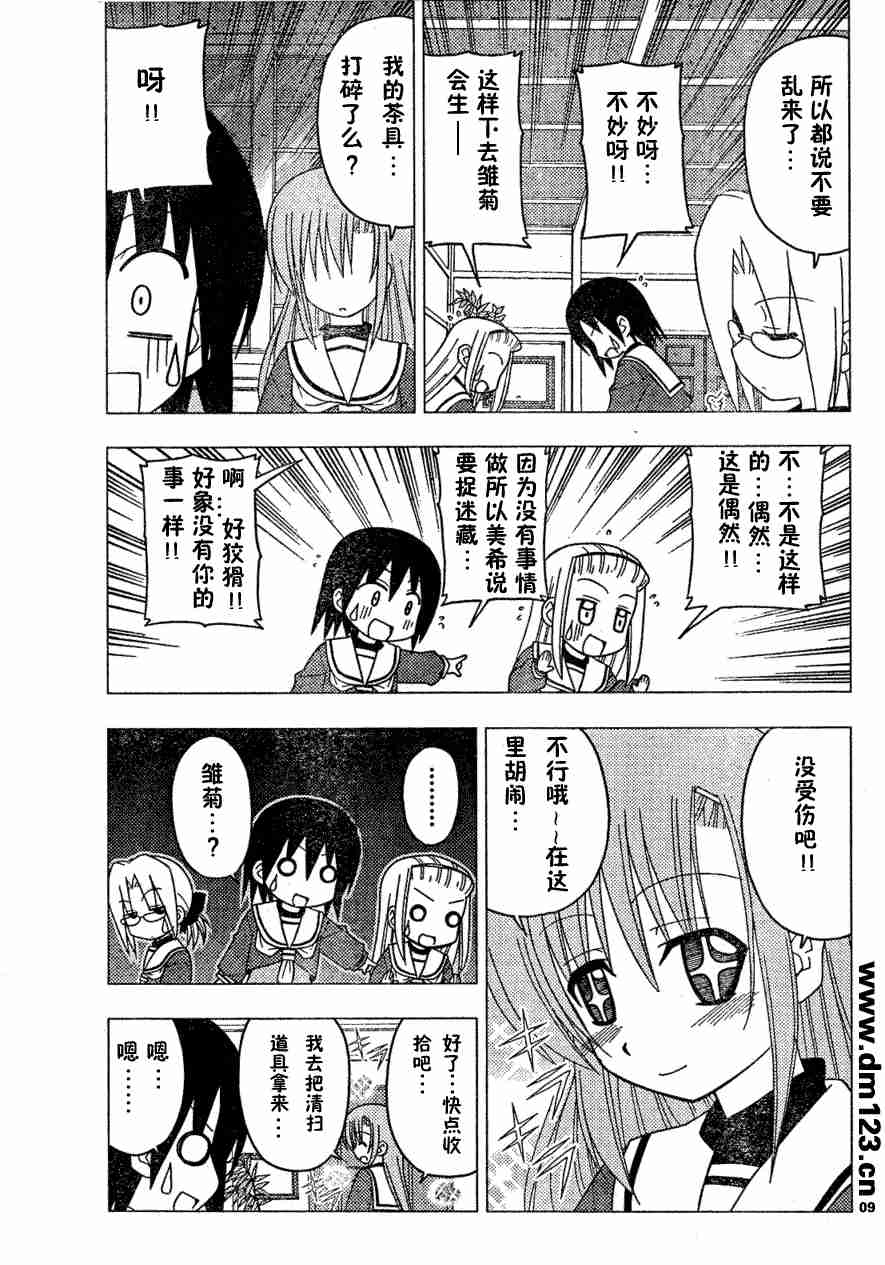 所以都说不要
乱来了…
不妙呀…
不妙呀!!
这样下去雏菊
会生—
我的茶具…
打碎了么?
呀!!
不…不是这样
的…偶然…
这是偶然!!
因为没有事情
做所以美希说
要捉迷藏…
啊…好狡猾!!
好象没有你的
事一样!!
没受伤吧!!
不行哦~~在这
里胡闹…
………
雏菊
…?
好了…快点收
拾吧…
我去把清扫
道具拿来…
嗯…
嗯……
www.dm123.cn
09